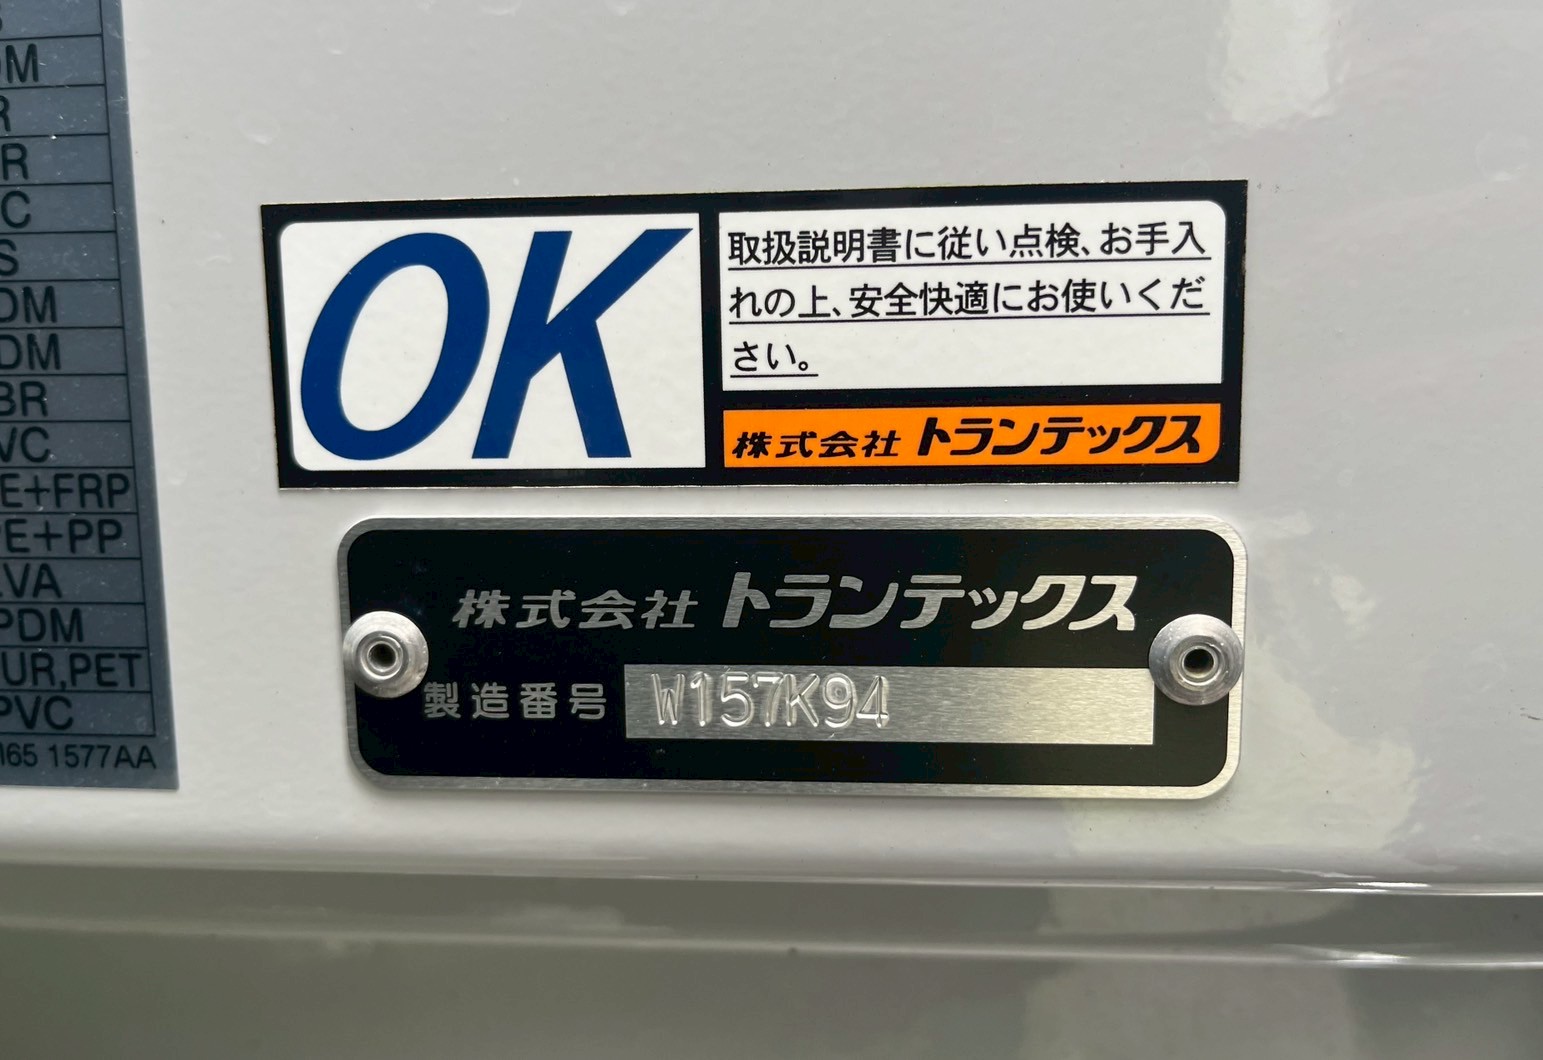 DM
R
R
C
S
DM
DM
BR
VC
E+FRP
PE+PP
PDM
UR,PET
PVC
165 1577AA
OK
取扱説明書に従い点検、お手入
れの上、安全快適にお使いくだ
さい。
株式会社 トランテックス
株式会社 トランテックス
製造番号 W157K94